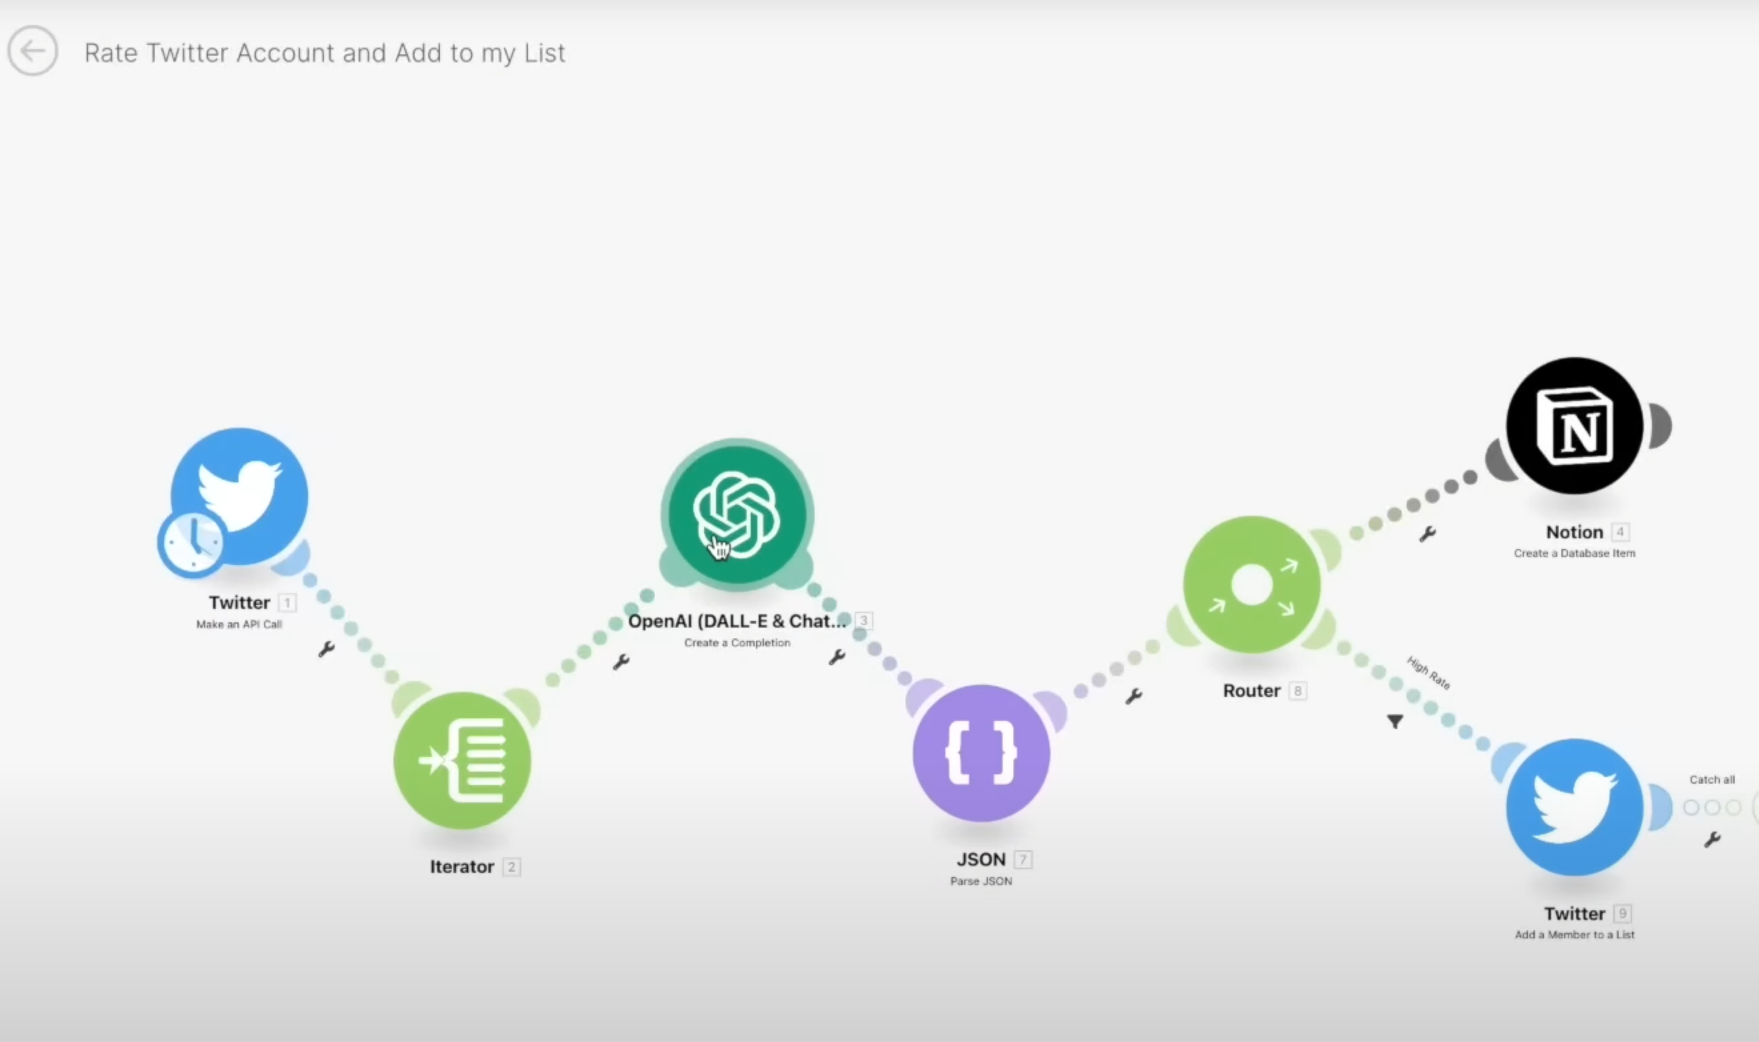 Rate Twitter Account and Add to my List
Twitter 1
Make an API Call
Iterator 2
OpenAI (DALL-E & Chat... 3
Create a Completion
JSON 7
Parse JSON
Router 8
High Rate
N
Notion 4
Create a Database Item
Catch all
Twitter 9
Add a Member to a List